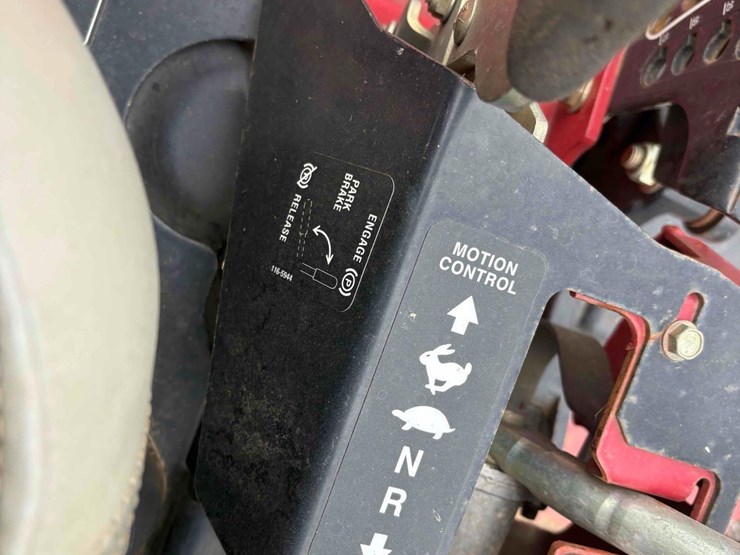 PARK
BRAKE
ENGAGE (P)
RELEASE
116-5944
MOTION
CONTROL
N
R